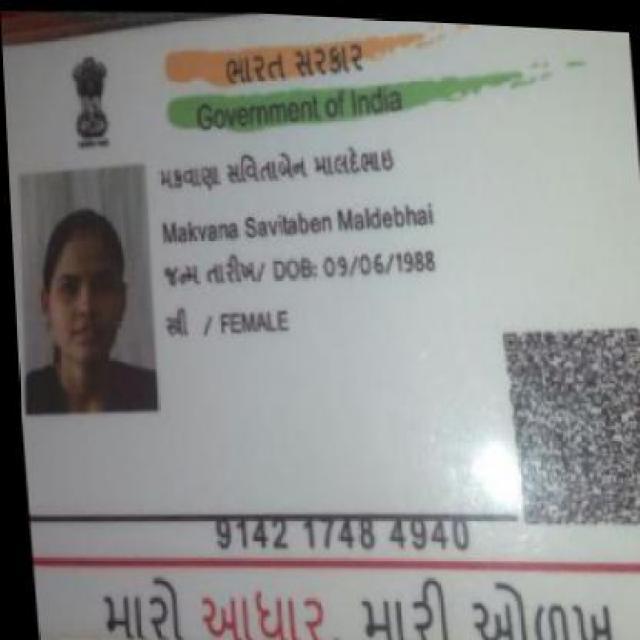 ભારત સરકાર
Government of India
મકવાણા સવિતાબેન માલદેભાઇ
Makvana Savitaben Maldebhai
જન્મ તારીખ/ DOB: 09/06/1988
સ્ત્રી / FEMALE
9142 1748 4940
મારો આધાર, મારી ઓળખ